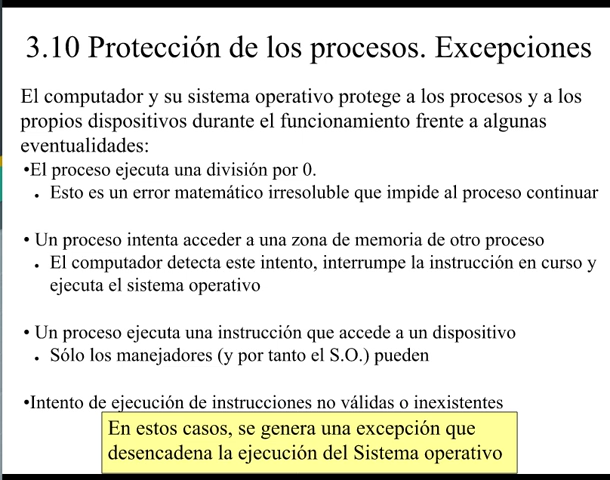 3.10 Protección de los procesos. Excepciones
El computador y su sistema operativo protege a los procesos y a los
propios dispositivos durante el funcionamiento frente a algunas
eventualidades:
•El proceso ejecuta una división por 0.
• Esto es un error matemático irresoluble que impide al proceso continuar
• Un proceso intenta acceder a una zona de memoria de otro proceso
• El computador detecta este intento, interrumpe la instrucción en curso y
ejecuta el sistema operativo
• Un proceso ejecuta una instrucción que accede a un dispositivo
• Sólo los manejadores (y por tanto el S.O.) pueden
•Intento de ejecución de instrucciones no válidas o inexistentes
En estos casos, se genera una excepción que
desencadena la ejecución del Sistema operativo